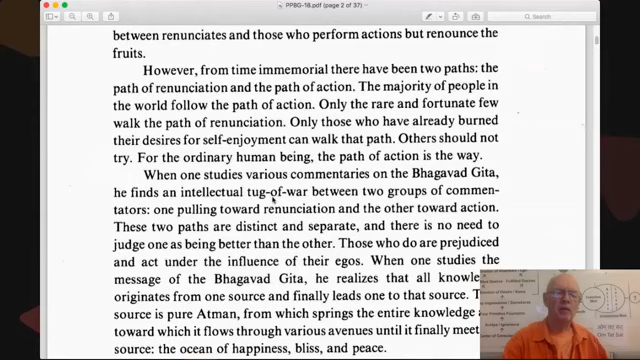 PPBG-18.pdf (page 2 of 37)
Search
between renunciates and those who perform actions but renounce the
fruits.
However, from time immemorial there have been two paths: the
path of renunciation and the path of action. The majority of people in
the world follow the path of action. Only the rare and fortunate few
walk the path of renunciation. Only those who have already burned
their desires for self-enjoyment can walk that path. Others should not
try. For the ordinary human being, the path of action is the way.
When one studies various commentaries on the Bhagavad Gita,
he finds an intellectual tug-of-war between two groups of commen-
tators: one pulling toward renunciation and the other toward action.
These two paths are distinct and separate, and there is no need to
judge one as being better than the other. Those who do are prejudiced
and act under the influence of their egos. When one studies the
message of the Bhagavad Gita, he realizes that all knowle
originates from one source and finally leads one to that source. T
source is pure Atman, from which springs the entire knowledge
toward which it flows through various avenues until it finally meet
source: the ocean of happiness, bliss, and peace.
Om Tat Sat